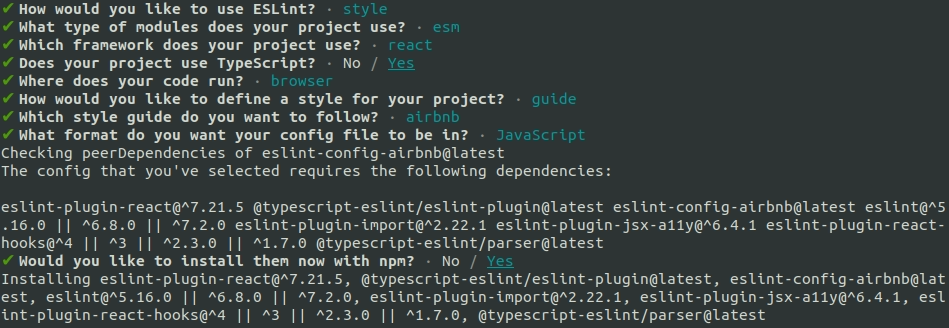 ✔ How would you like to use ESLint? · style
✔ What type of modules does your project use? · esm
✔ Which framework does your project use? · react
✔ Does your project use TypeScript? · No / Yes
✔ Where does your code run? · browser
✔ How would you like to define a style for your project? · guide
✔ Which style guide do you want to follow? · airbnb
✔ What format do you want your config file to be in? · JavaScript
Checking peerDependencies of eslint-config-airbnb@latest
The config that you've selected requires the following dependencies:

eslint-plugin-react@^7.21.5 @typescript-eslint/eslint-plugin@latest eslint-config-airbnb@latest eslint@^5
.16.0 || ^6.8.0 || ^7.2.0 eslint-plugin-import@^2.22.1 eslint-plugin-jsx-a11y@^6.4.1 eslint-plugin-react-
hooks@^4 || ^3 || ^2.3.0 || ^1.7.0 @typescript-eslint/parser@latest
✔ Would you like to install them now with npm? · No / Yes
Installing eslint-plugin-react@^7.21.5, @typescript-eslint/eslint-plugin@latest, eslint-config-airbnb@lat
est, eslint@^5.16.0 || ^6.8.0 || ^7.2.0, eslint-plugin-import@^2.22.1, eslint-plugin-jsx-a11y@^6.4.1, esl
int-plugin-react-hooks@^4 || ^3 || ^2.3.0 || ^1.7.0, @typescript-eslint/parser@latest